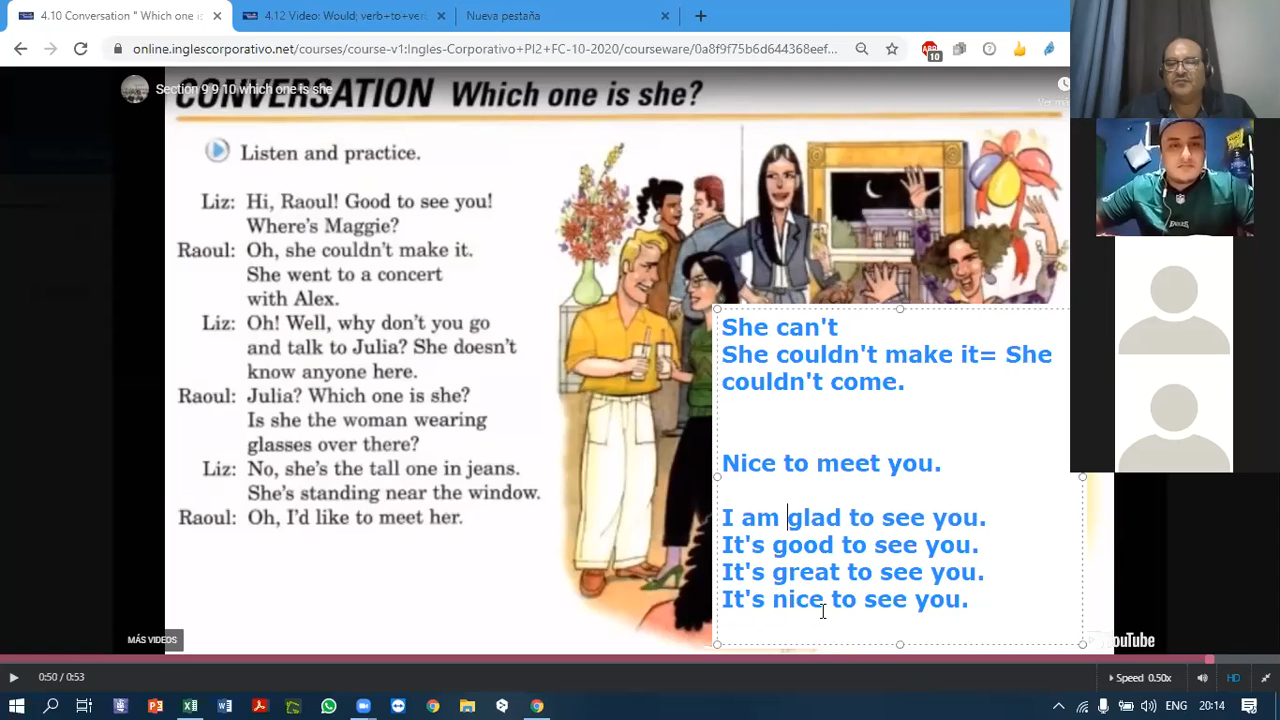 4.10 Conversation " Which one is
4.12 Video: Would; verb+to+ver
Nueva pestaña
online.inglescorporativo.net/courses/course-v1:Ingles-Corporativo+PI2+FC-10-2020/courseware/0a8f9f75b6d644368eef...
10
Section 9 9 10 which one is she
CONVERSATION Which one is she?
Listen and practice.
Liz: Hi, Raoul! Good to see you!
Where's Maggie?
Raoul: Oh, she couldn't make it.
She went to a concert
with Alex.
Liz: Oh! Well, why don't you go
and talk to Julia? She doesn't
know anyone here.
Raoul: Julia? Which one is she?
Is she the woman wearing
glasses over there?
Liz: No, she's the tall one in jeans.
She's standing near the window.
Raoul: Oh, I'd like to meet her.
She can't
She couldn't make it= She
couldn't come.
Nice to meet you.
I am glad to see you.
It's good to see you.
It's great to see you.
It's nice to see you.
MÁS VIDEOS
YouTube
0:50 / 0:53
Speed 0.50x
HD
ENG
20:14